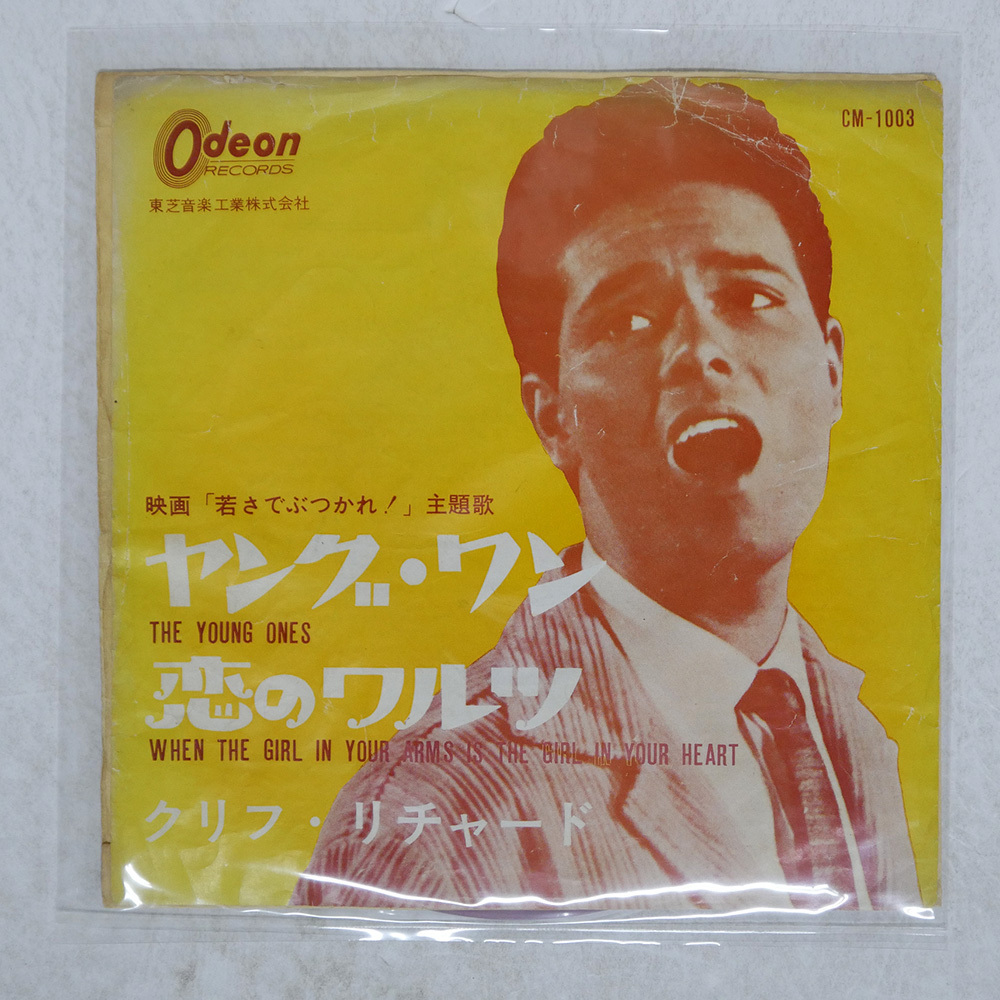 Odeon
RECORDS
東芝音楽工業株式会社
CM-1003
映画「若さでぶつかれ!」主題歌
ヤング・ワン
THE YOUNG ONES
恋のワルツ
WHEN THE GIRL IN YOUR ARMS IS THE GIRL IN YOUR HEART
クリフ・リチャード